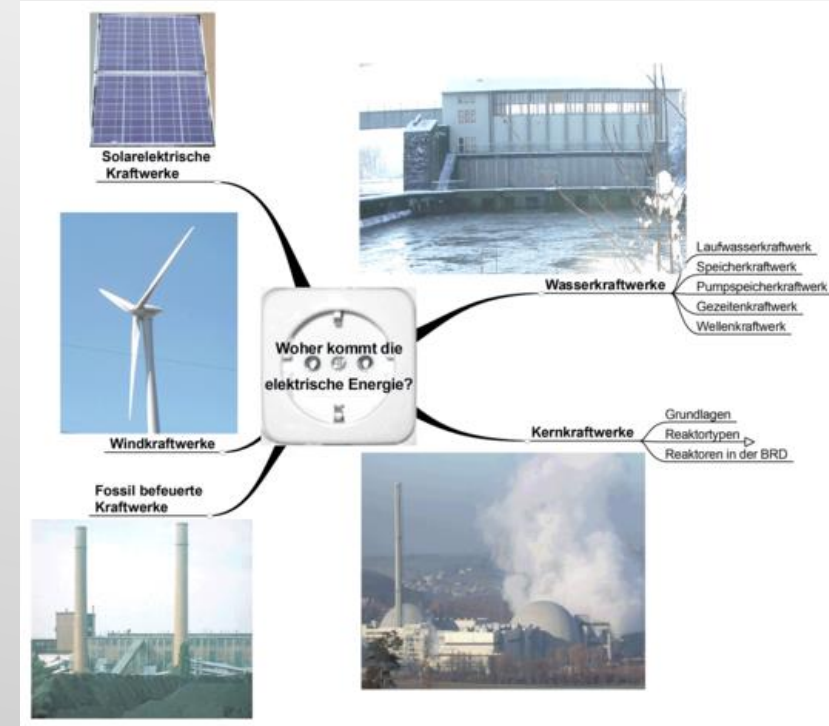 Solarelektrische
Kraftwerke
Wasserkraftwerke
Laufwasserkraftwerk
Speicherkraftwerk
Pumpspeicherkraftwerk
Gezeitenkraftwerk
Wellenkraftwerk
Woher kommt die
elektrische Energie?
Windkraftwerke
Kernkraftwerke
Grundlagen
Reaktortypen
Reaktoren in der BRD
Fossil befeuerte
Kraftwerke